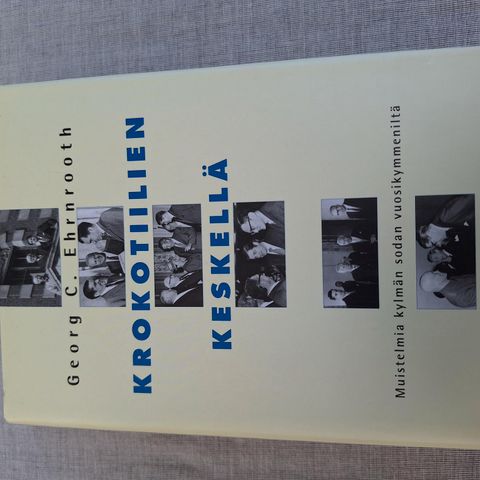 Georg C. Ehrnrooth
KROKOTIILIEN
KESKELLÄ
Muistelmia kylmän sodan vuosikymmeniltä